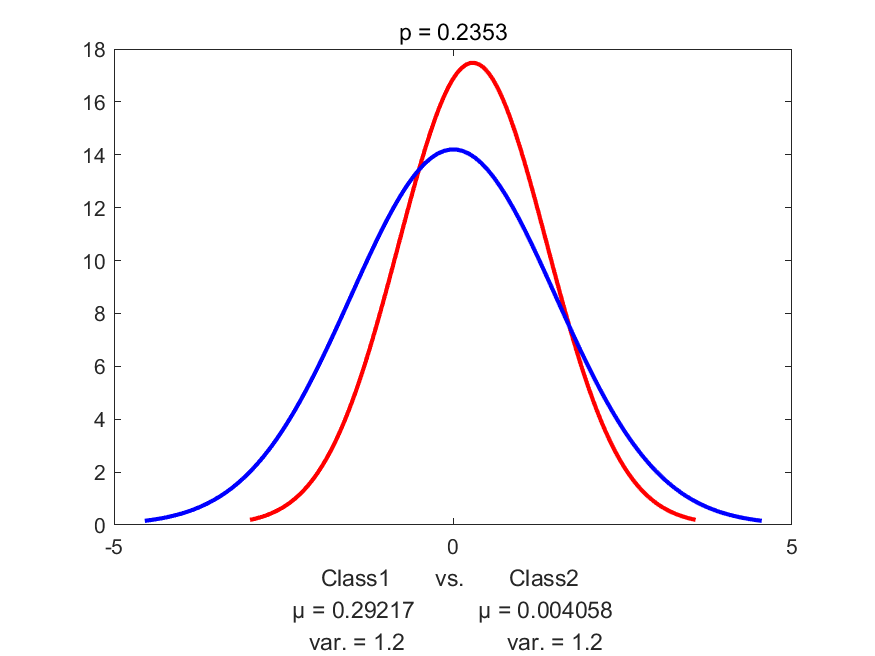 p = 0.2353
18
16
14
12
10
8
6
4
2
0
-5 0 5
Class1 vs. Class2
μ = 0.29217 μ = 0.004058
var. = 1.2 var. = 1.2